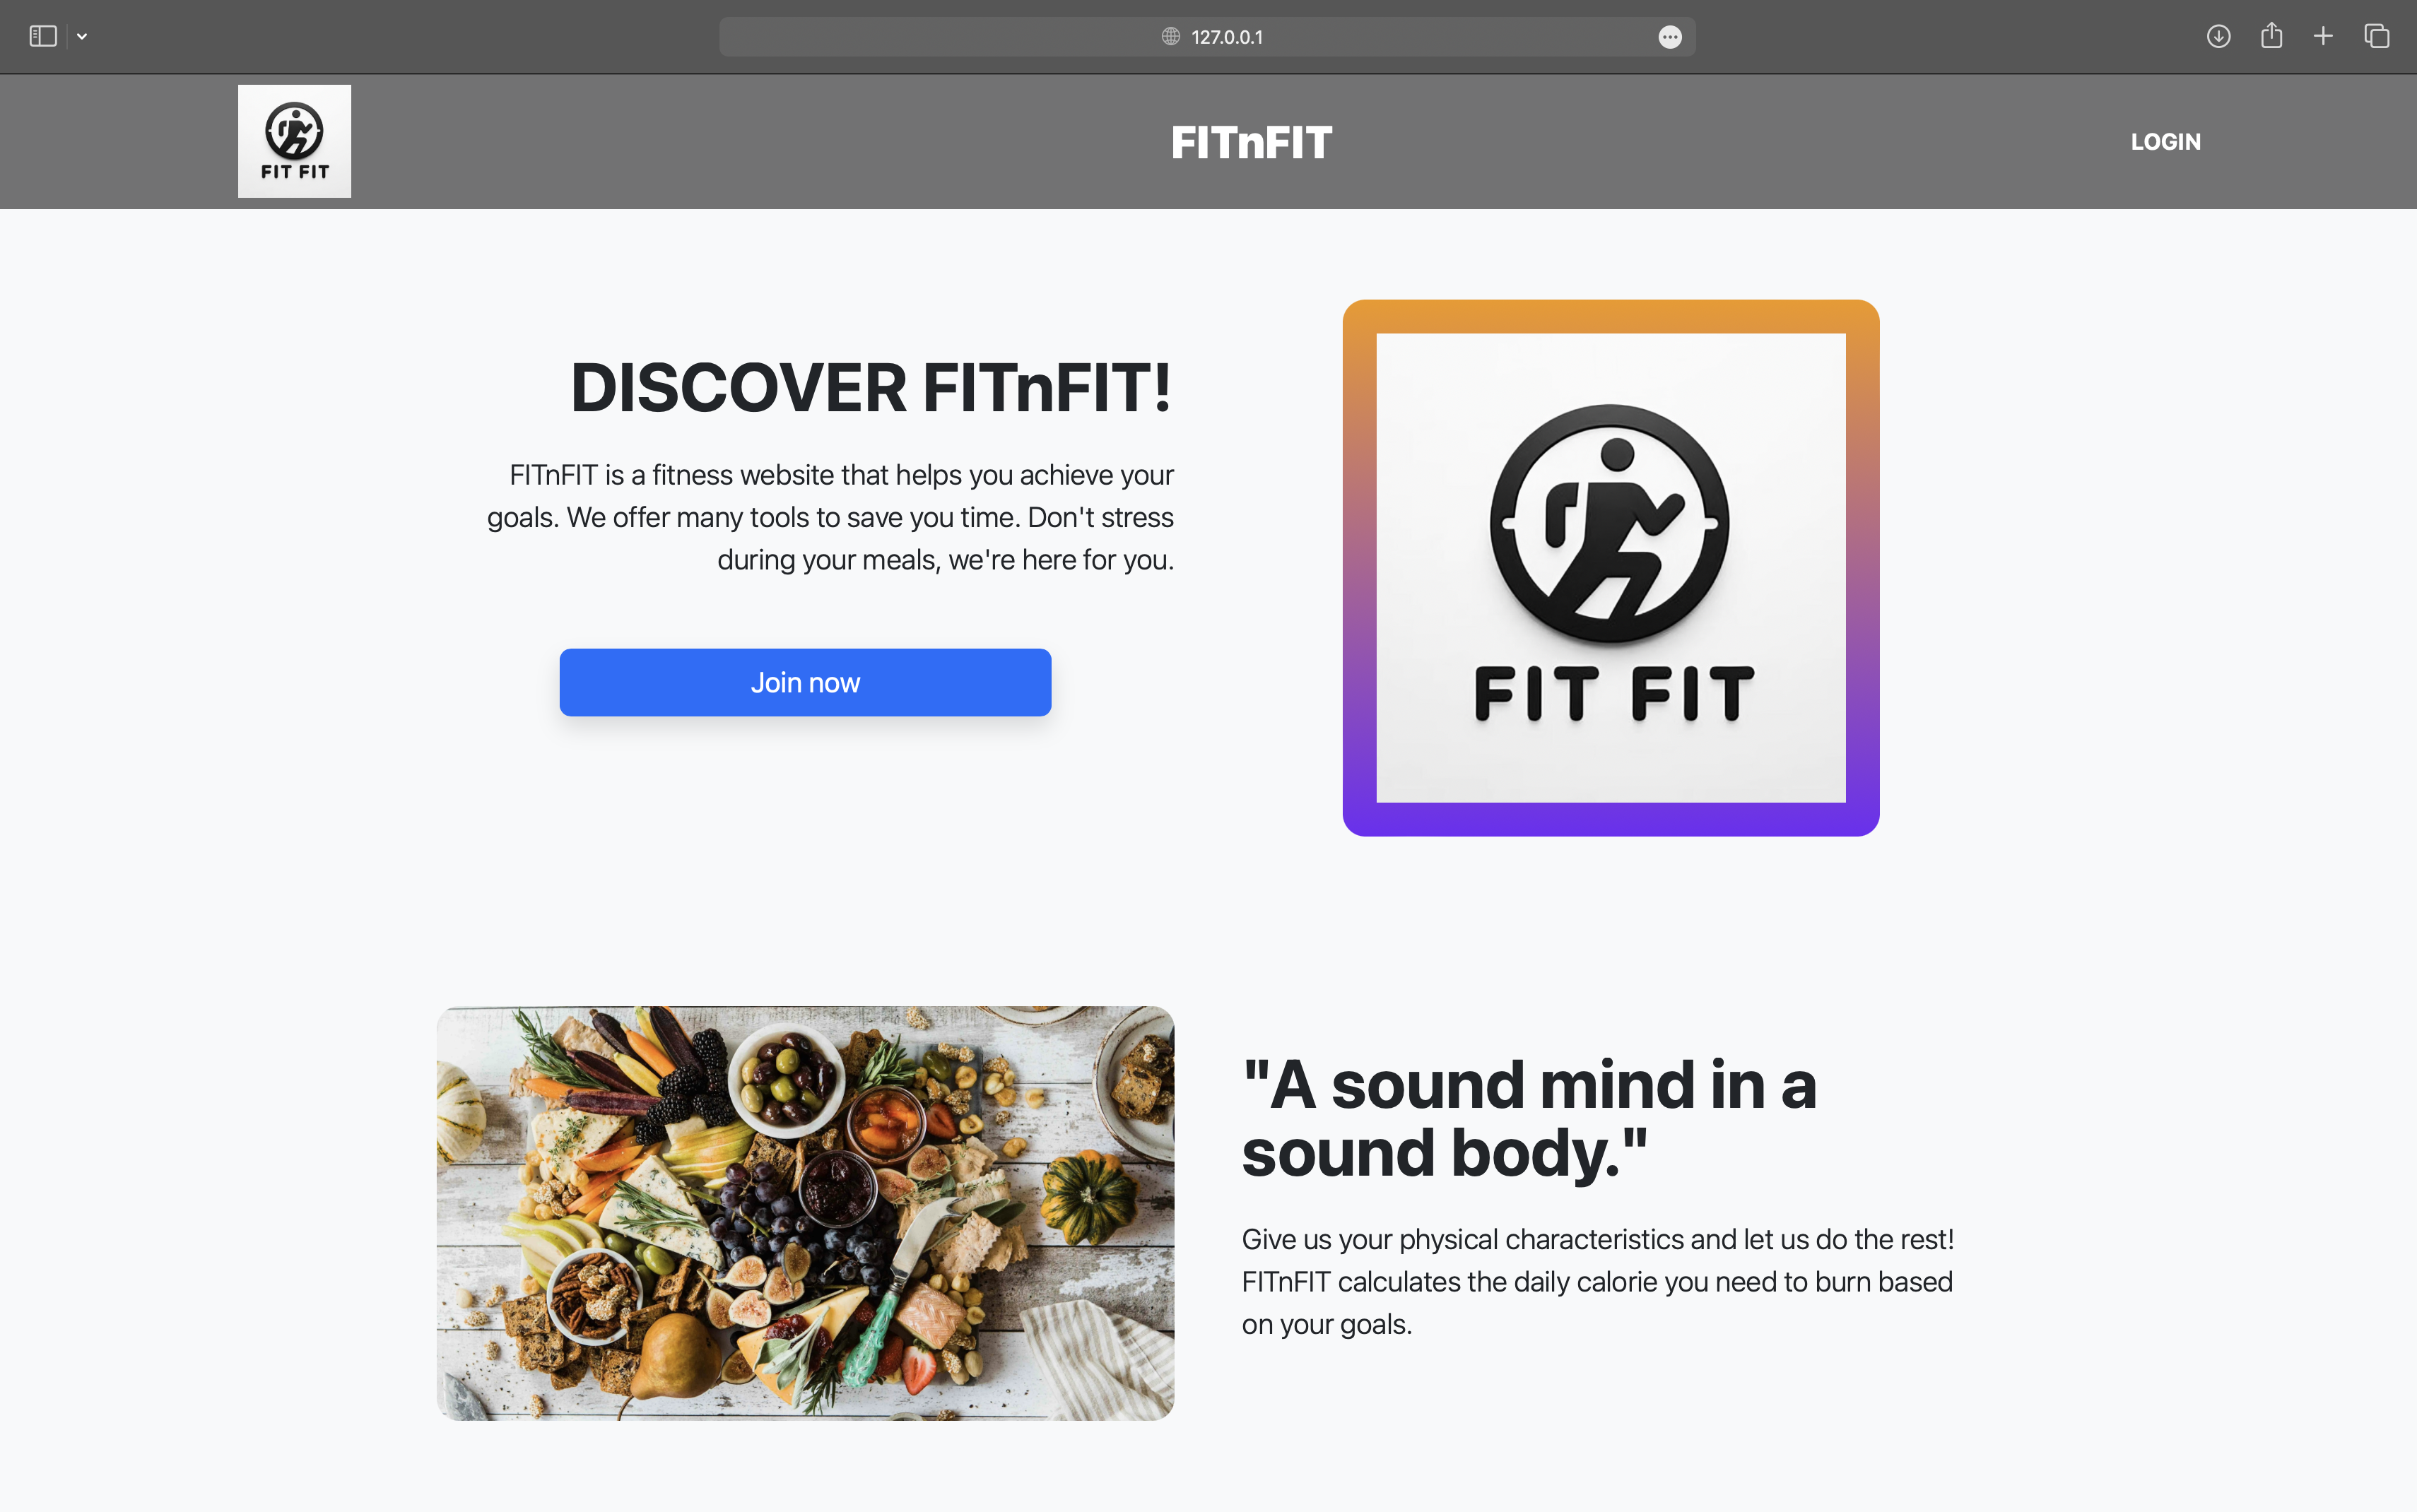 127.0.0.1
FIT FIT
FITnFIT
LOGIN
DISCOVER FITnFIT!
FITnFIT is a fitness website that helps you achieve your
goals. We offer many tools to save you time. Don't stress
during your meals, we're here for you.
Join now
FIT FIT
"A sound mind in a
sound body."
Give us your physical characteristics and let us do the rest!
FITnFIT calculates the daily calorie you need to burn based
on your goals.